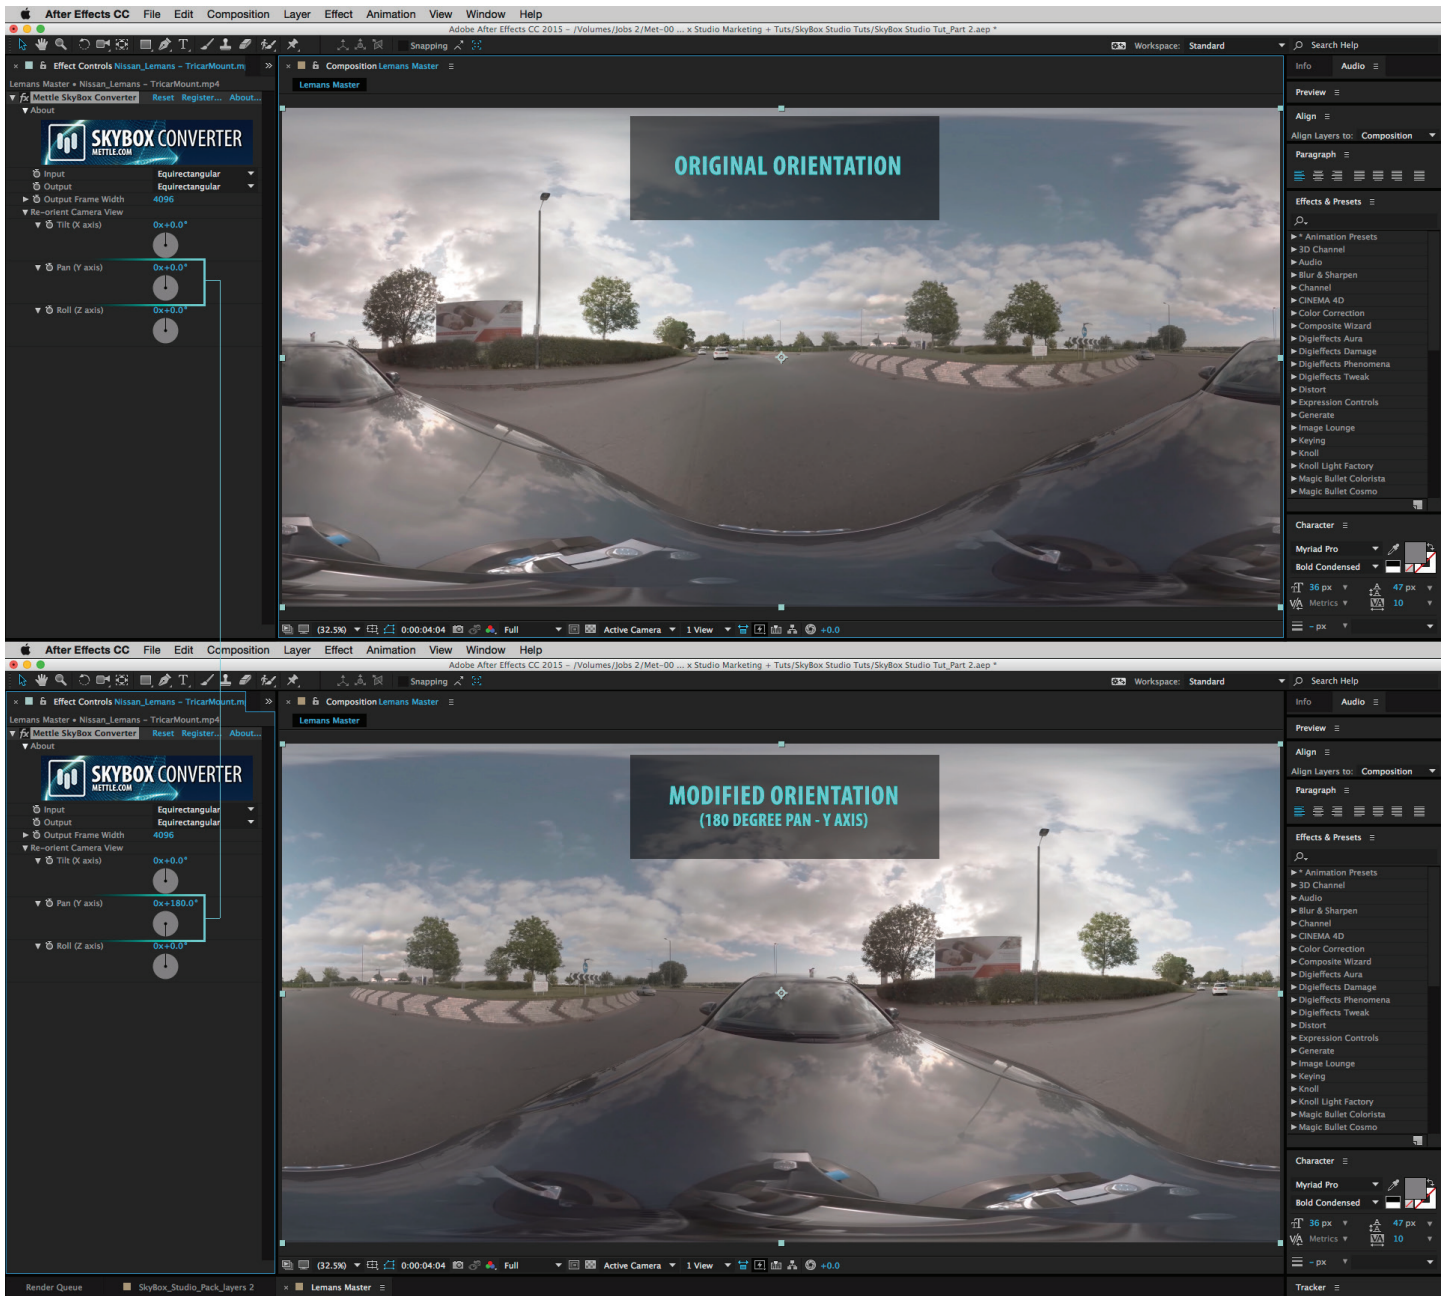 After Effects CC File Edit Composition Layer Effect Animation View Window Help
Adobe After Effects CC 2015 – /Volumes/Jobs 2/Met-00 ... x Studio Marketing + Tuts/SkyBox Studio Tuts/SkyBox Studio Tut_Part 2.aep *
Snapping
Workspace: Standard
Search Help
Effect Controls Nissan_Lemans – TricarMount.m
Lemans Master • Nissan_Lemans – TricarMount.mp4
fx Mettle SkyBox Converter Reset Register... About...
About
SKYBOX CONVERTER
METTLE.COM
Input Equirectangular
Output Equirectangular
Output Frame Width 4096
Re-orient Camera View
Tilt (X axis) 0x+0.0°
Pan (Y axis) 0x+0.0°
Roll (Z axis) 0x+0.0°
Composition Lemans Master
Lemans Master
ORIGINAL ORIENTATION
(32.5%) 0:00:04:04 Full Active Camera 1 View +0.0
Info Audio
Preview
Align
Align Layers to: Composition
Paragraph
Effects & Presets
* Animation Presets
3D Channel
Audio
Blur & Sharpen
Channel
CINEMA 4D
Color Correction
Composite Wizard
Digieffects Aura
Digieffects Damage
Digieffects Phenomena
Digieffects Tweak
Distort
Expression Controls
Generate
Image Lounge
Keying
Knoll
Knoll Light Factory
Magic Bullet Colorista
Magic Bullet Cosmo
Character
Myriad Pro
Bold Condensed
36 px 47 px
Metrics 10
– px
After Effects CC File Edit Composition Layer Effect Animation View Window Help
Adobe After Effects CC 2015 – /Volumes/Jobs 2/Met-00 ... x Studio Marketing + Tuts/SkyBox Studio Tuts/SkyBox Studio Tut_Part 2.aep *
Snapping
Workspace: Standard
Search Help
Effect Controls Nissan_Lemans – TricarMount.m
Lemans Master • Nissan_Lemans – TricarMount.mp4
fx Mettle SkyBox Converter Reset Register... About...
About
SKYBOX CONVERTER
METTLE.COM
Input Equirectangular
Output Equirectangular
Output Frame Width 4096
Re-orient Camera View
Tilt (X axis) 0x+0.0°
Pan (Y axis) 0x+180.0°
Roll (Z axis) 0x+0.0°
Composition Lemans Master
Lemans Master
MODIFIED ORIENTATION
(180 DEGREE PAN - Y AXIS)
(32.5%) 0:00:04:04 Full Active Camera 1 View +0.0
Info Audio
Preview
Align
Align Layers to: Composition
Paragraph
Effects & Presets
* Animation Presets
3D Channel
Audio
Blur & Sharpen
Channel
CINEMA 4D
Color Correction
Composite Wizard
Digieffects Aura
Digieffects Damage
Digieffects Phenomena
Digieffects Tweak
Distort
Expression Controls
Generate
Image Lounge
Keying
Knoll
Knoll Light Factory
Magic Bullet Colorista
Magic Bullet Cosmo
Character
Myriad Pro
Bold Condensed
36 px 47 px
Metrics 10
– px
Tracker
Render Queue SkyBox_Studio_Pack_layers 2 Lemans Master